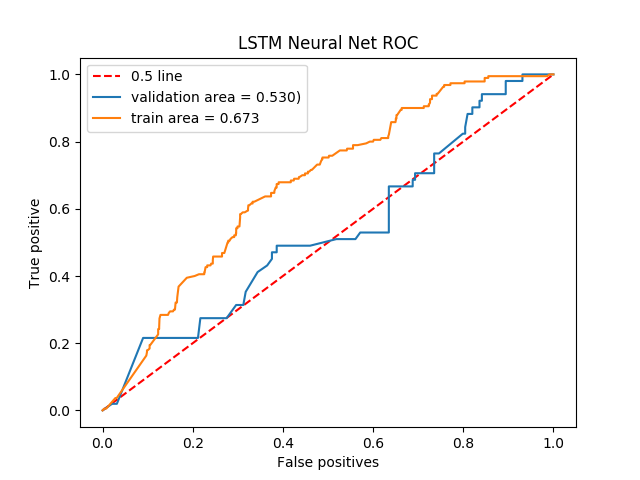 LSTM Neural Net ROC
0.5 line
validation area = 0.530)
train area = 0.673
True positive
1.0
0.8
0.6
0.4
0.2
0.0
0.0 0.2 0.4 0.6 0.8 1.0
False positives